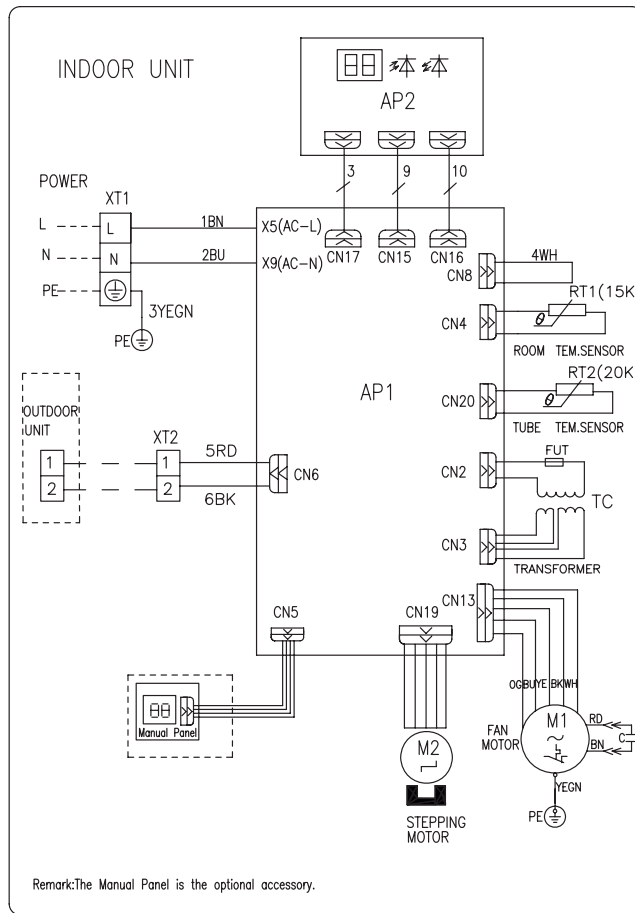 INDOOR UNIT
88
AP2
3 9 10
POWER
XT1
L L 1BN X5(AC-L)
N N 2BU X9(AC-N)
PE
3YEGN
PE
CN17 CN15 CN16
CN8 4WH
CN4 RT1(15K
θ
ROOM TEM.SENSOR
RT2(20K
CN20 θ
TUBE TEM.SENSOR
AP1
OUTDOOR
UNIT
XT2
1 1 5RD
2 2 6BK
CN6
CN2 FUT
TC
CN3
TRANSFORMER
CN13
CN5
CN19
88
Manual Panel
OGBUYE BKWH
M2
STEPPING
MOTOR
FAN
MOTOR
M1
RD
BN
C
YEGN
PE
Remark:The Manual Panel is the optional accessory.